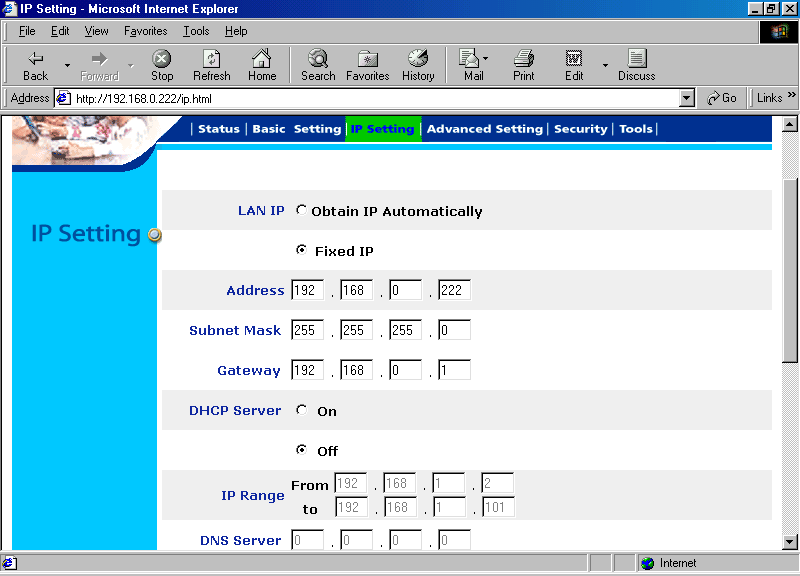 IP Setting - Microsoft Internet Explorer
File Edit View Favorites Tools Help
Back Forward Stop Refresh Home Search Favorites History Mail Print Edit Discuss
Address http://192.168.0.222/ip.html Go Links »
| Status | Basic Setting | IP Setting | Advanced Setting | Security | Tools |
IP Setting
LAN IP Obtain IP Automatically
Fixed IP
Address 192 . 168 . 0 . 222
Subnet Mask 255 . 255 . 255 . 0
Gateway 192 . 168 . 0 . 1
DHCP Server On
Off
IP Range From 192 . 168 . 1 . 2
to 192 . 168 . 1 . 101
DNS Server 0 . 0 . 0 . 0
Internet